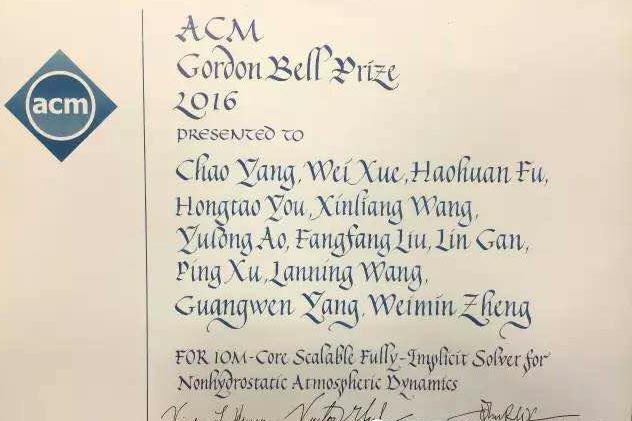 acm
ACM
Gordon Bell Prize
2016
PRESENTED TO
Chao Yang, Wei Xue, Haohuan Fu,
Hongtao You, Xinliang Wang,
Yulong Ao, Fangfang Liu, Lin Gan,
Ping Xu, Lanning Wang,
Guangwen Yang, Weimin Zheng
FOR 10M-Core Scalable Fully-Implicit Solver for
Nonhydrostatic Atmospheric Dynamics